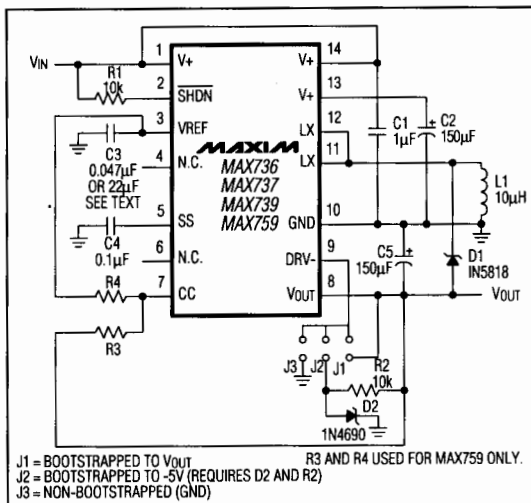 VIN
R1
10k
1
V+
2
SHDN
3
VREF
C3
0.047µF
OR 22µF
SEE TEXT
4
N.C.
5
SS
C4
0.1µF
6
N.C.
7
CC
R4
R3
MAXIM
MAX736
MAX737
MAX739
MAX759
14
V+
13
V+
12
LX
11
LX
10
GND
9
DRV-
8
VOUT
C1
1µF
+
C2
150µF
L1
10µH
C5
150µF
+
D1
IN5818
VOUT
J3
J2
J1
R2
10k
D2
1N4690
J1 = BOOTSTRAPPED TO VOUT
J2 = BOOTSTRAPPED TO -5V (REQUIRES D2 AND R2)
J3 = NON-BOOTSTRAPPED (GND)
R3 AND R4 USED FOR MAX759 ONLY.